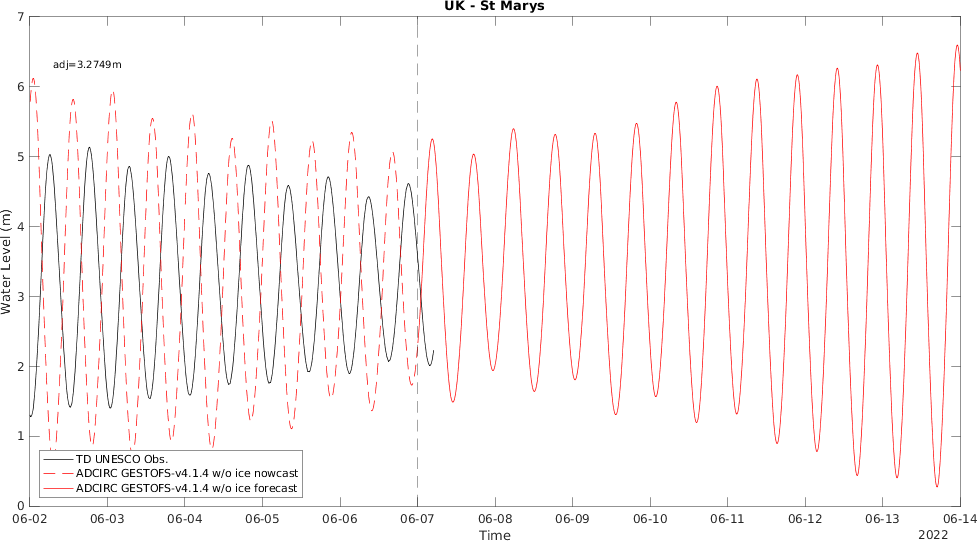 UK - St Marys
adj=3.2749m
7
6
5
4
3
2
1
0
Water Level (m)
TD UNESCO Obs.
ADCIRC GESTOFS-v4.1.4 w/o ice nowcast
ADCIRC GESTOFS-v4.1.4 w/o ice forecast
06-02 06-03 06-04 06-05 06-06 06-07 06-08 06-09 06-10 06-11 06-12 06-13 06-14
Time
2022